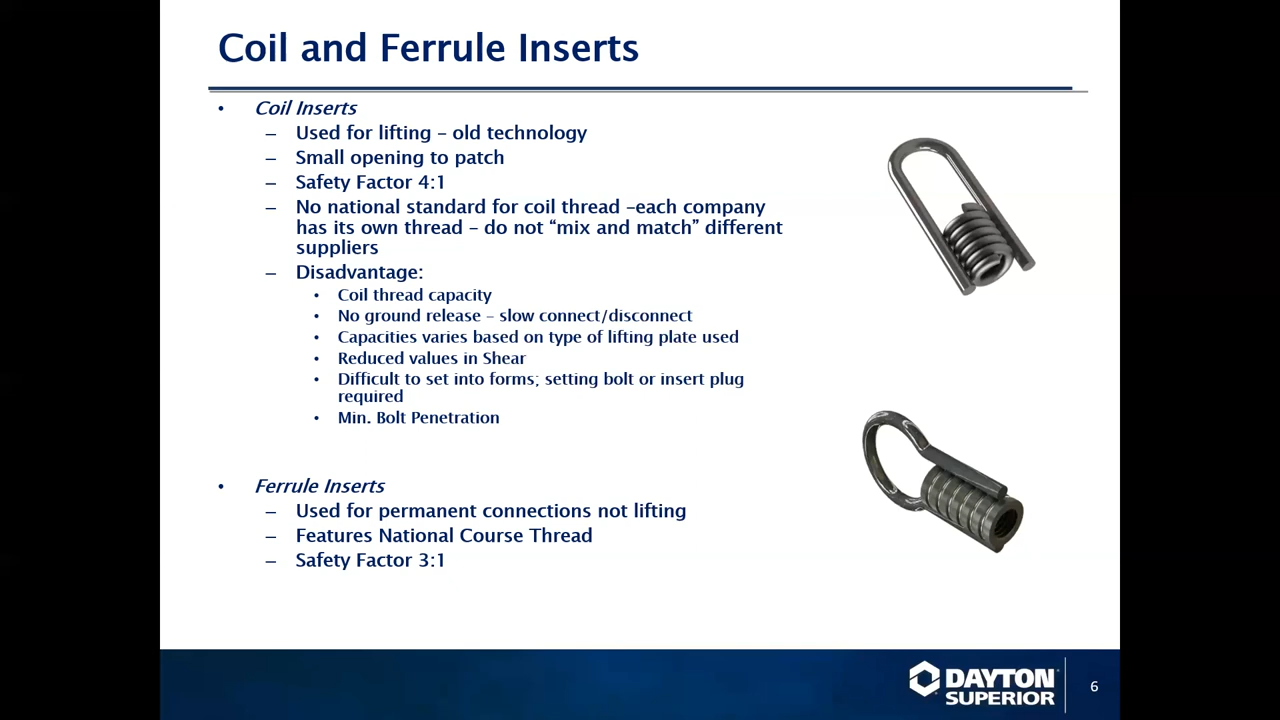 Coil and Ferrule Inserts
• Coil Inserts
– Used for lifting – old technology
– Small opening to patch
– Safety Factor 4:1
– No national standard for coil thread –each company
has its own thread – do not “mix and match” different
suppliers
– Disadvantage:
• Coil thread capacity
• No ground release – slow connect/disconnect
• Capacities varies based on type of lifting plate used
• Reduced values in Shear
• Difficult to set into forms; setting bolt or insert plug
required
• Min. Bolt Penetration
• Ferrule Inserts
– Used for permanent connections not lifting
– Features National Course Thread
– Safety Factor 3:1
DAYTON
SUPERIOR
6